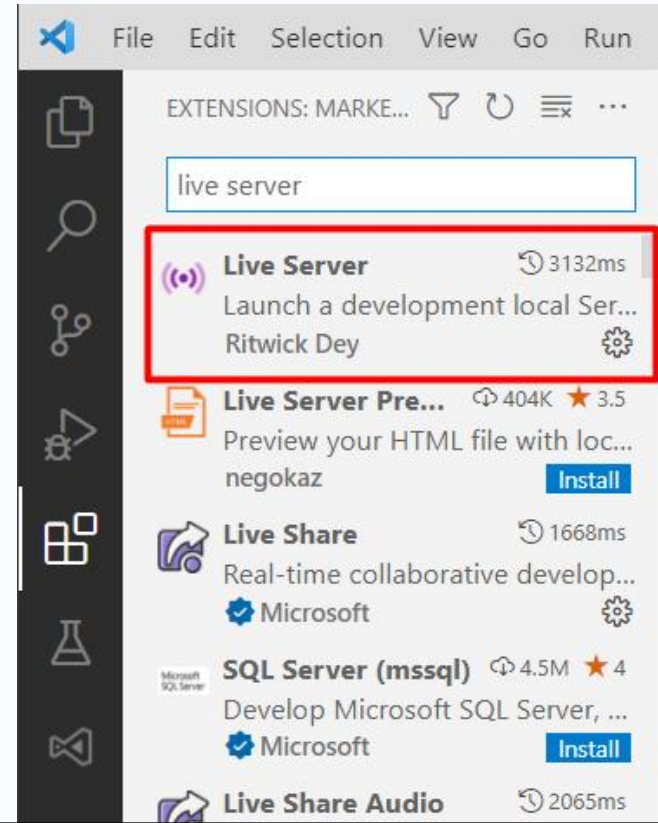 File Edit Selection View Go Run
EXTENSIONS: MARKE... ...
live server
Live Server 3132ms
Launch a development local Ser...
Ritwick Dey
Live Server Pre... 404K ★ 3.5
Preview your HTML file with loc...
negokaz Install
Live Share 1668ms
Real-time collaborative develop...
Microsoft
Microsoft
SQL Server
SQL Server (mssql) 4.5M ★ 4
Develop Microsoft SQL Server, ...
Microsoft Install
Live Share Audio 2065ms